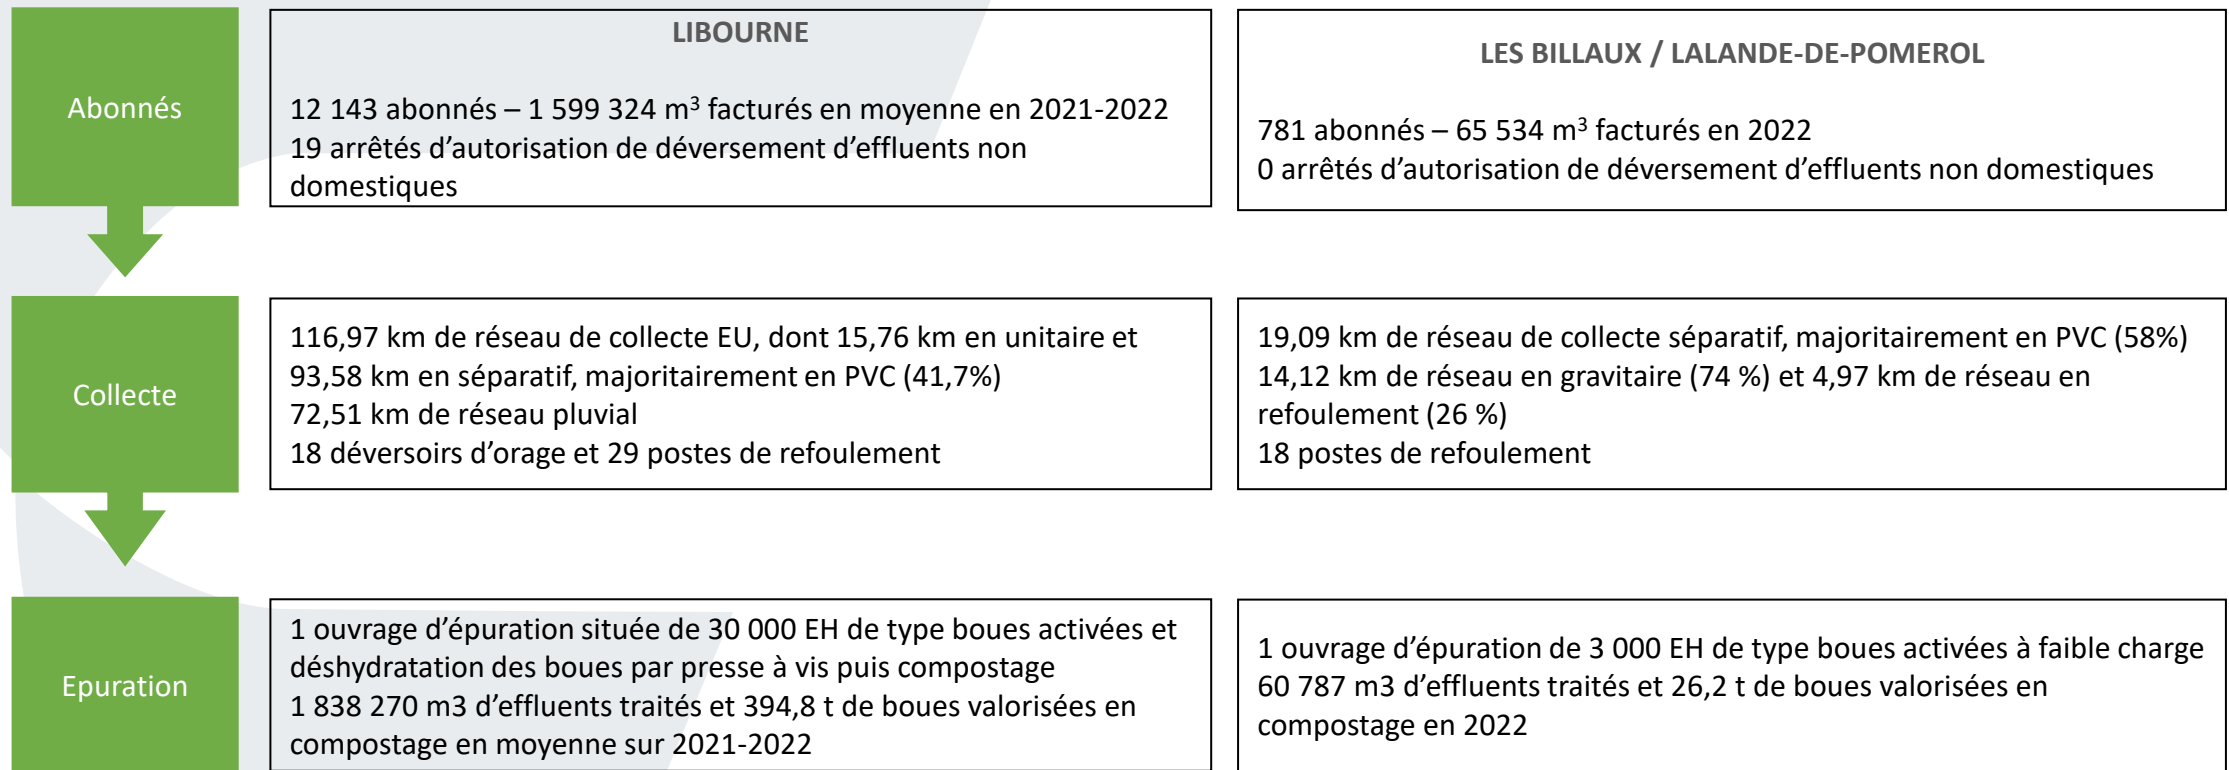 Abonnés
LIBOURNE
12 143 abonnés – 1 599 324 m³ facturés en moyenne en 2021-2022
19 arrêtés d’autorisation de déversement d’effluents non
domestiques
LES BILLAUX / LALANDE-DE-POMEROL
781 abonnés – 65 534 m³ facturés en 2022
0 arrêtés d’autorisation de déversement d’effluents non domestiques
Collecte
116,97 km de réseau de collecte EU, dont 15,76 km en unitaire et
93,58 km en séparatif, majoritairement en PVC (41,7%)
72,51 km de réseau pluvial
18 déversoirs d’orage et 29 postes de refoulement
19,09 km de réseau de collecte séparatif, majoritairement en PVC (58%)
14,12 km de réseau en gravitaire (74 %) et 4,97 km de réseau en
refoulement (26 %)
18 postes de refoulement
Epuration
1 ouvrage d’épuration située de 30 000 EH de type boues activées et
déshydratation des boues par presse à vis puis compostage
1 838 270 m3 d’effluents traités et 394,8 t de boues valorisées en
compostage en moyenne sur 2021-2022
1 ouvrage d’épuration de 3 000 EH de type boues activées à faible charge
60 787 m3 d’effluents traités et 26,2 t de boues valorisées en
compostage en 2022